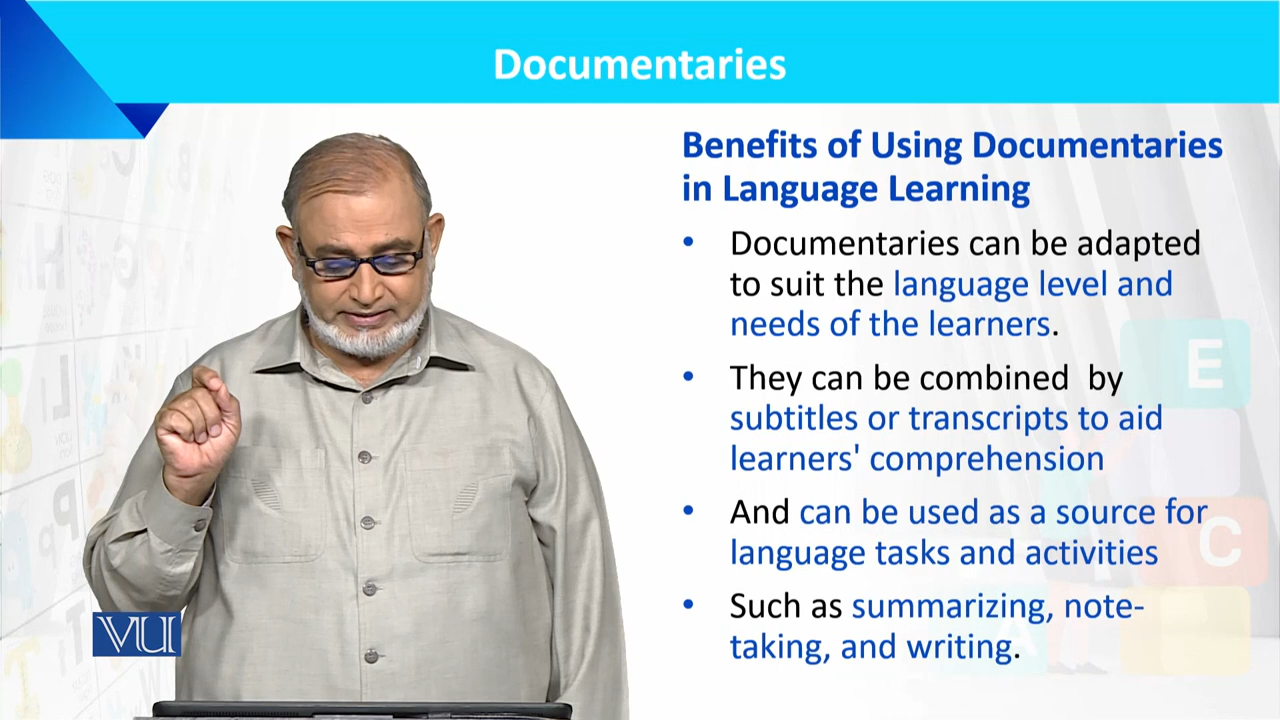 Documentaries
Benefits of Using Documentaries
in Language Learning
• Documentaries can be adapted
to suit the language level and
needs of the learners.
• They can be combined  by
subtitles or transcripts to aid
learners' comprehension
• And can be used as a source for
language tasks and activities
• Such as summarizing, note-
taking, and writing.
VU
E
C
A